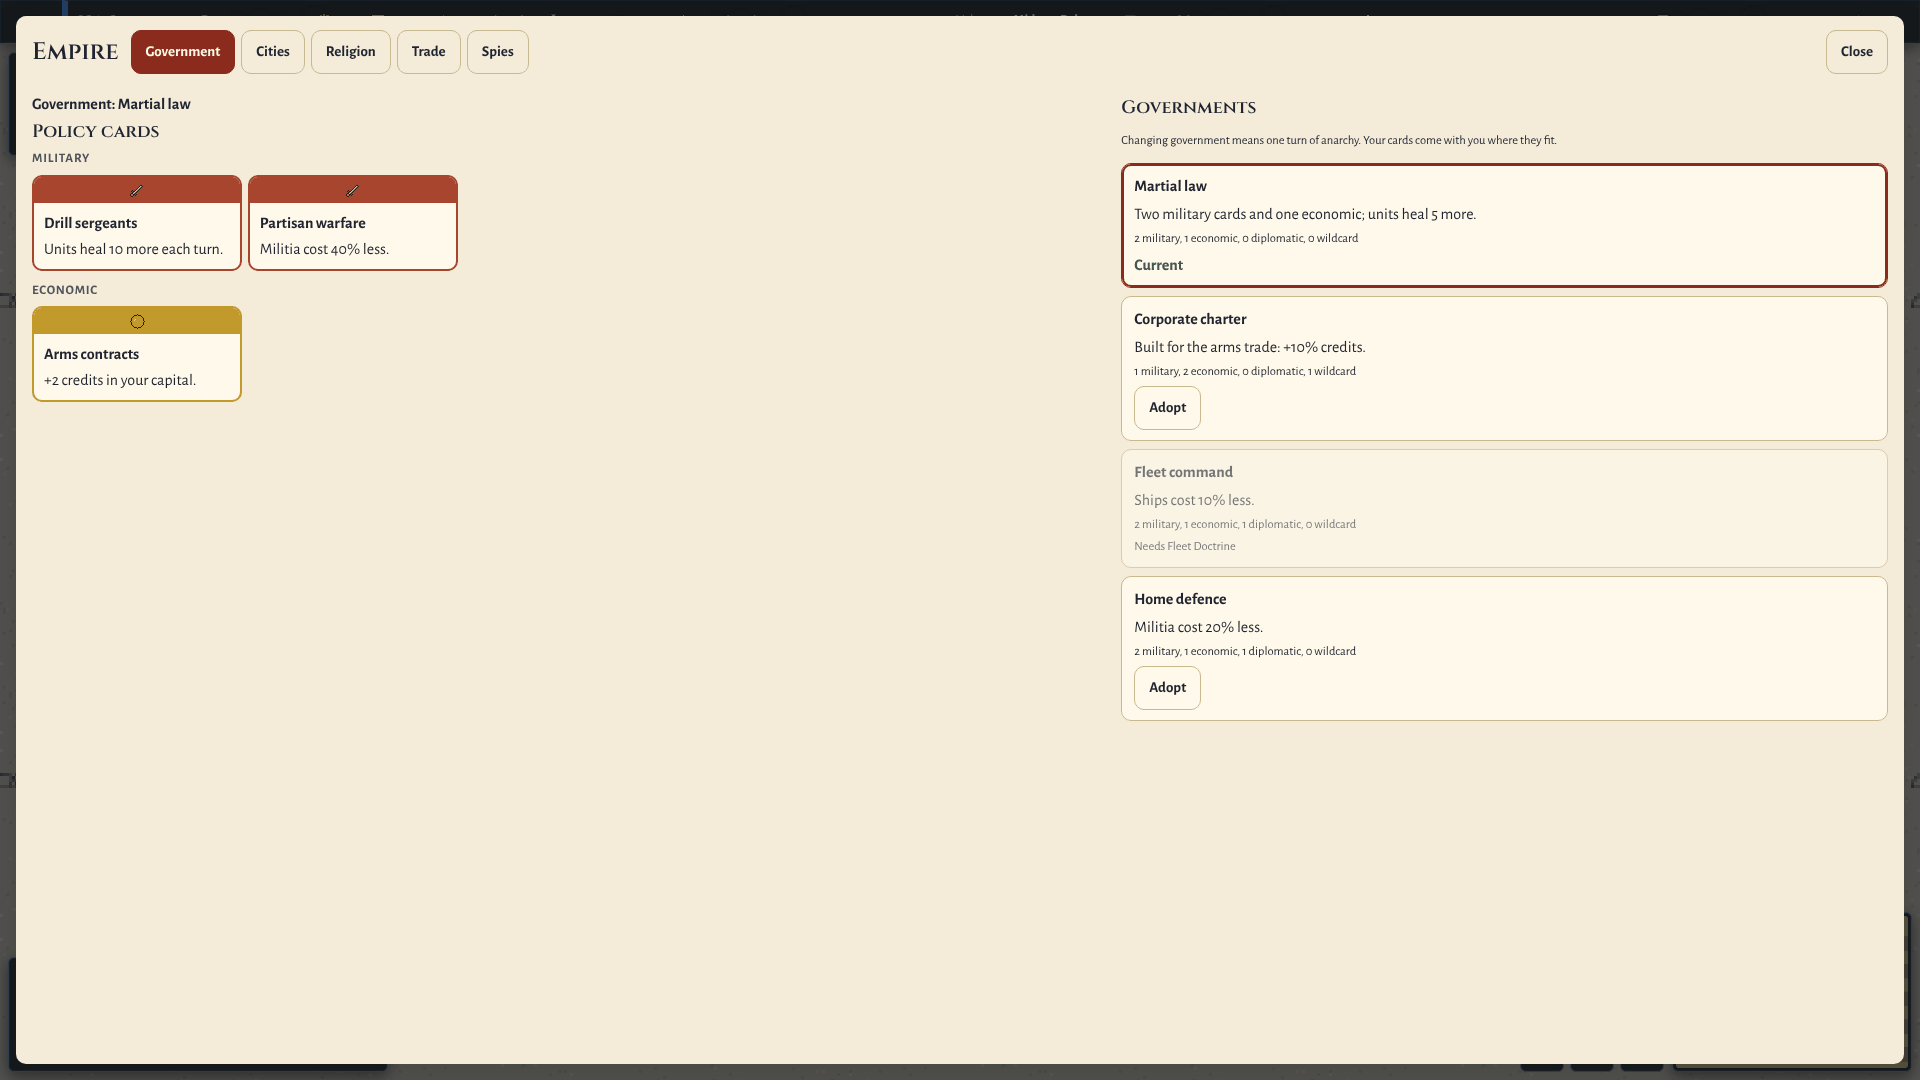 Empire
Government
Cities
Religion
Trade
Spies
Close
Government: Martial law
Policy cards
MILITARY
Drill sergeants
Units heal 10 more each turn.
Partisan warfare
Militia cost 40% less.
ECONOMIC
Arms contracts
+2 credits in your capital.
Governments
Changing government means one turn of anarchy. Your cards come with you where they fit.
Martial law
Two military cards and one economic; units heal 5 more.
2 military, 1 economic, 0 diplomatic, 0 wildcard
Current
Corporate charter
Built for the arms trade: +10% credits.
1 military, 2 economic, 0 diplomatic, 1 wildcard
Adopt
Fleet command
Ships cost 10% less.
2 military, 1 economic, 1 diplomatic, 0 wildcard
Needs Fleet Doctrine
Home defence
Militia cost 20% less.
2 military, 1 economic, 1 diplomatic, 0 wildcard
Adopt